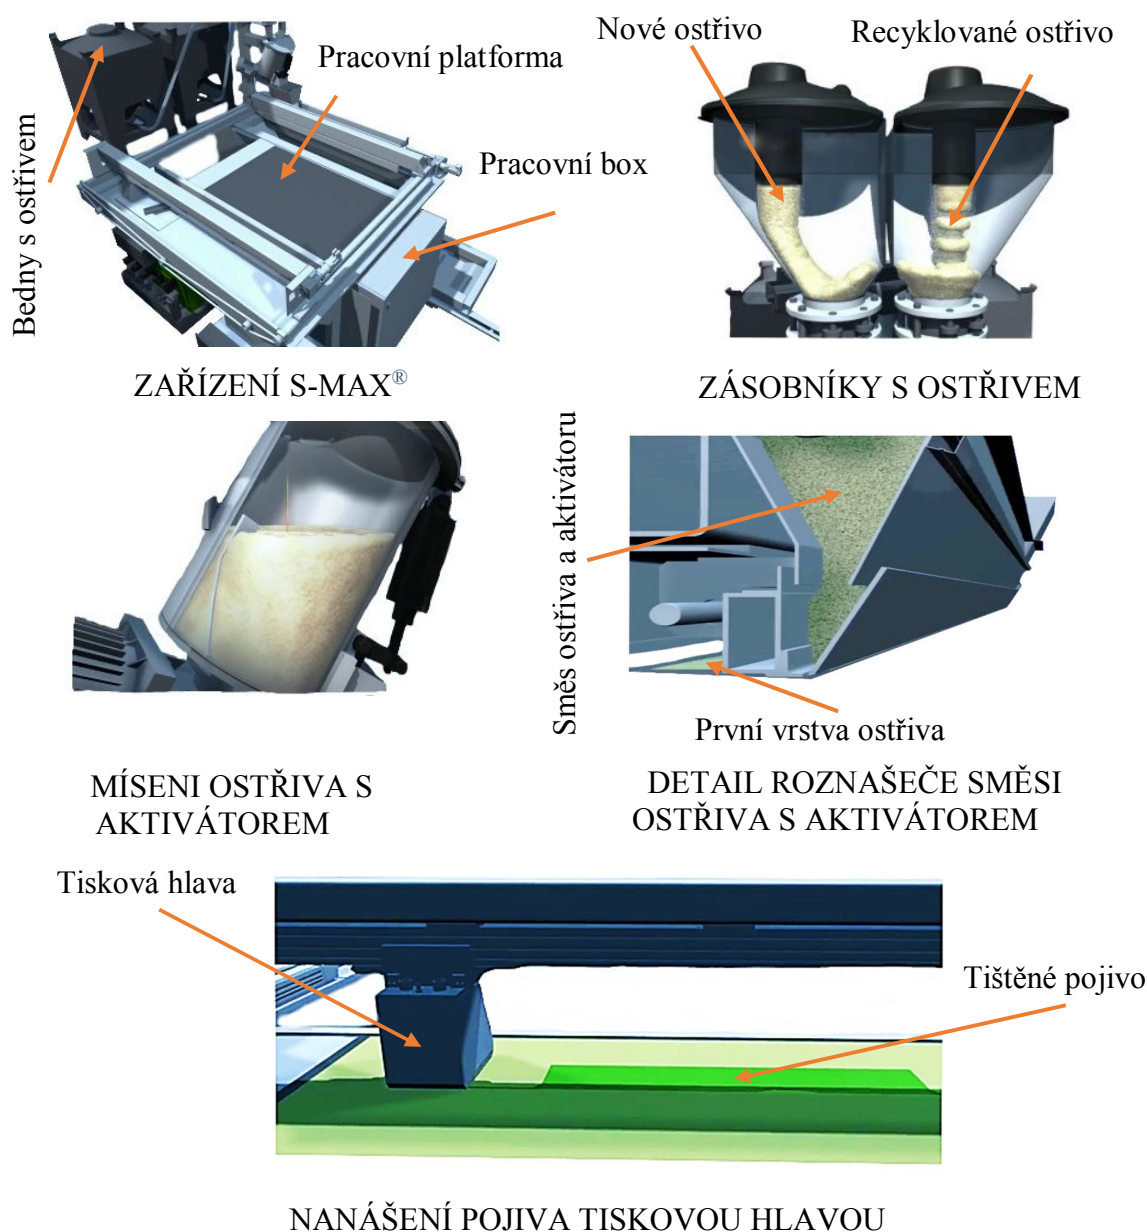 Pracovní platforma
Pracovní box
Bedny s ostřivem
ZAŘÍZENÍ S-MAX®
Nové ostřivo
Recyklované ostřivo
ZÁSOBNÍKY S OSTŘIVEM
MÍSENI OSTŘIVA S
AKTIVÁTOREM
Směs ostřiva a aktivátoru
První vrstva ostřiva
DETAIL ROZNAŠEČE SMĚSI
OSTŘIVA S AKTIVÁTOREM
Tisková hlava
Tištěné pojivo
NANÁŠENÍ POJIVA TISKOVOU HLAVOU